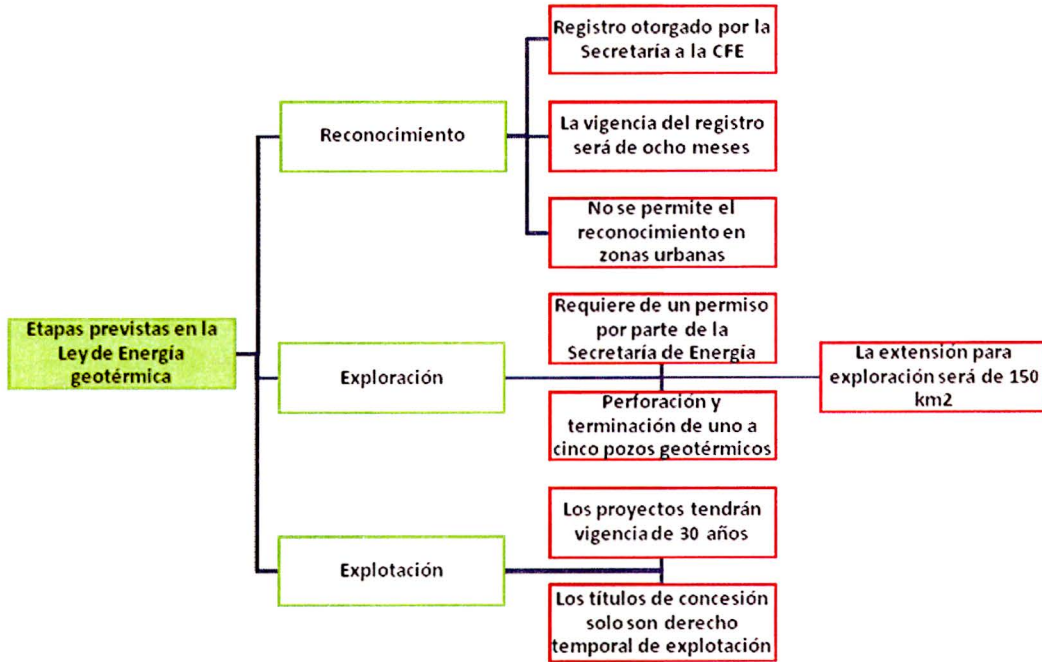 Etapas previstas en la
Ley de Energía
geotérmica
Reconocimiento
Registro otorgado por la
Secretaría a la CFE
La vigencia del registro
será de ocho meses
No se permite el
reconocimiento en
zonas urbanas
Exploración
Requiere de un permiso
por parte de la
Secretaría de Energía
Perforación y
terminación de uno a
cinco pozos geotérmicos
La extensión para
exploración será de 150
km2
Explotación
Los proyectos tendrán
vigencia de 30 años
Los títulos de concesión
solo son derecho
temporal de explotación